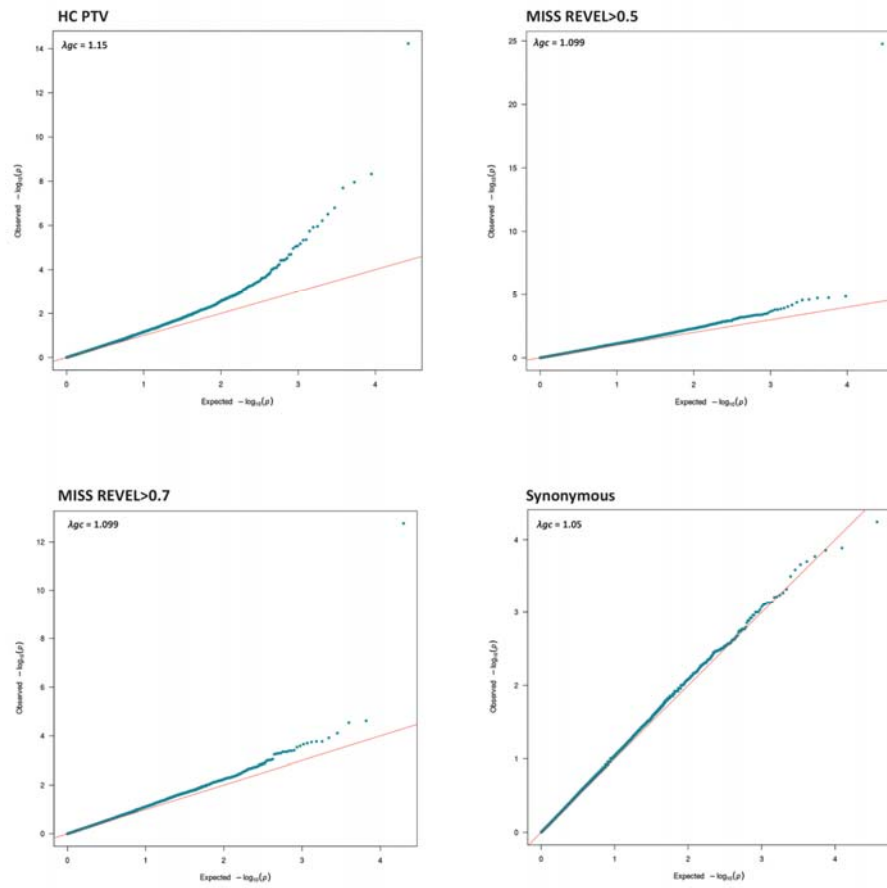 HC PTV
λgc = 1.15
14
12
10
8
6
4
2
0
Observed −log₁₀(p)
0 1 2 3 4
Expected −log₁₀(p)
MISS REVEL>0.5
λgc = 1.099
25
20
15
10
5
0
Observed −log₁₀(p)
0 1 2 3 4
Expected −log₁₀(p)
MISS REVEL>0.7
λgc = 1.099
12
10
8
6
4
2
0
Observed −log₁₀(p)
0 1 2 3 4
Expected −log₁₀(p)
Synonymous
λgc = 1.05
4
3
2
1
0
Observed −log₁₀(p)
0 1 2 3 4
Expected −log₁₀(p)